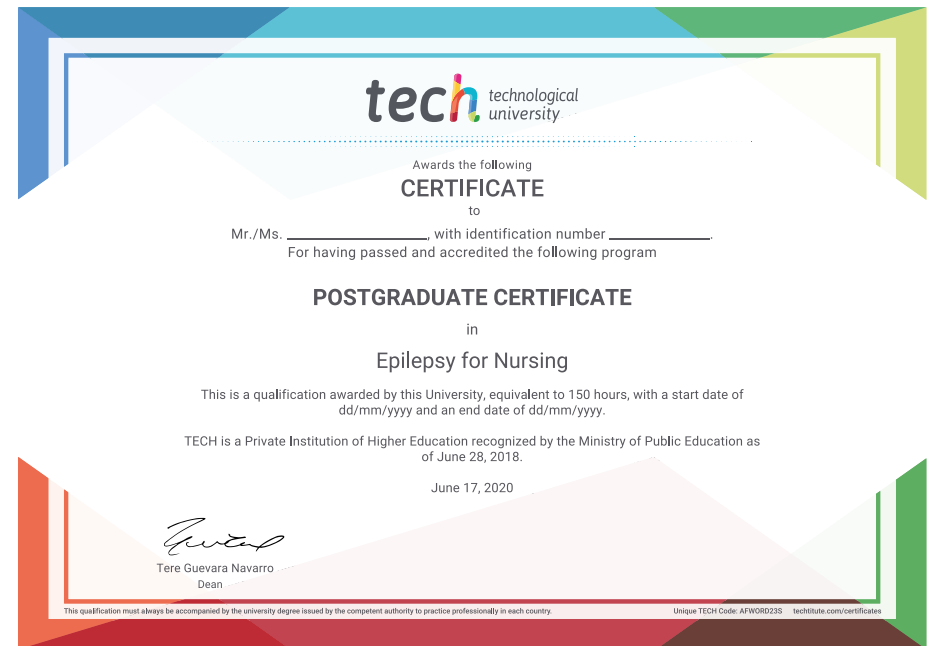 tech technological
university
Awards the following
CERTIFICATE
to
Mr./Ms. ____________________, with identification number ______________.
For having passed and accredited the following program
POSTGRADUATE CERTIFICATE
in
Epilepsy for Nursing
This is a qualification awarded by this University, equivalent to 150 hours, with a start date of
dd/mm/yyyy and an end date of dd/mm/yyyy.
TECH is a Private Institution of Higher Education recognized by the Ministry of Public Education as
of June 28, 2018.
June 17, 2020
Tere Guevara Navarro
Dean
This qualification must always be accompanied by the university degree issued by the competent authority to practice professionally in each country.
Unique TECH Code: AFWORD23S techtitute.com/certificates